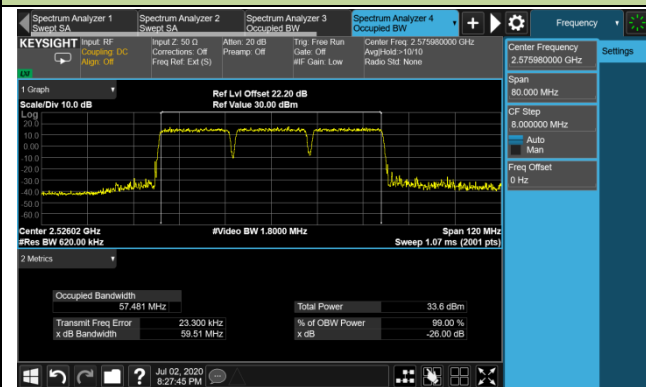 Spectrum Analyzer 1
Swept SA
Spectrum Analyzer 2
Swept SA
Spectrum Analyzer 3
Occupied BW
Spectrum Analyzer 4
Occupied BW
Frequency
KEYSIGHT
Input: RF
Coupling: DC
Align: Off
Input Z: 50 Ω
Corrections: Off
Freq Ref: Ext (S)
Atten: 20 dB
Preamp: Off
Trig: Free Run
Gate: Off
#IF Gain: Low
Center Freq: 2.575980000 GHz
Avg|Hold:>10/10
Radio Std: None
LXI
Center Frequency
2.575980000 GHz
Settings
Span
80.000 MHz
CF Step
8.000000 MHz
Auto
Man
Freq Offset
0 Hz
1 Graph
Scale/Div 10.0 dB
Ref Lvl Offset 22.20 dB
Ref Value 30.00 dBm
Log
20.0
10.0
0.00
-10.0
-20.0
-30.0
-40.0
-50.0
-60.0
Center 2.52602 GHz
#Res BW 620.00 kHz
#Video BW 1.8000 MHz
Span 120 MHz
Sweep 1.07 ms (2001 pts)
2 Metrics
Occupied Bandwidth
57.481 MHz
Total Power
33.6 dBm
Transmit Freq Error
23.300 kHz
% of OBW Power
99.00 %
x dB Bandwidth
59.51 MHz
x dB
-26.00 dB
?
Jul 02, 2020
8:27:45 PM